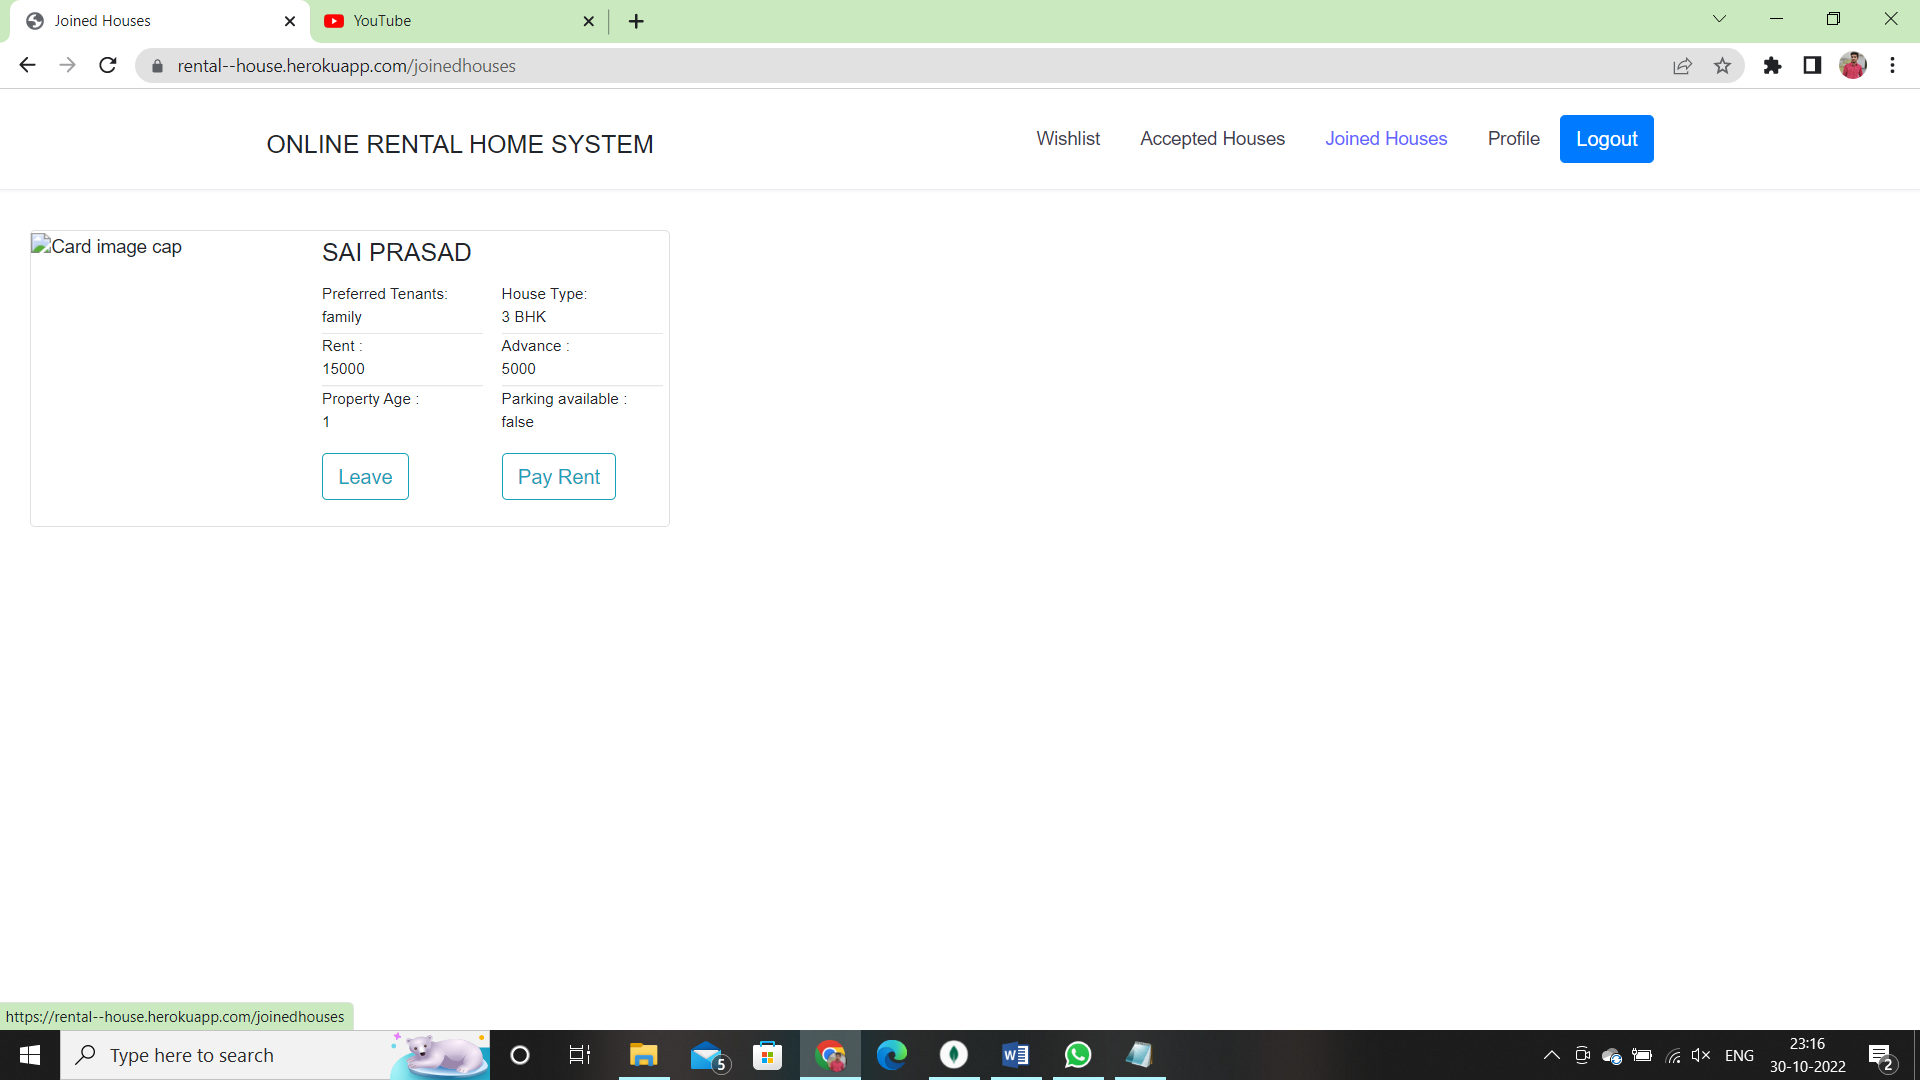 Joined Houses
YouTube
rental--house.herokuapp.com/joinedhouses
ONLINE RENTAL HOME SYSTEM
Wishlist
Accepted Houses
Joined Houses
Profile
Logout
Card image cap
SAI PRASAD
Preferred Tenants:
family
House Type:
3 BHK
Rent :
15000
Advance :
5000
Property Age :
1
Parking available :
false
Leave
Pay Rent
https://rental--house.herokuapp.com/joinedhouses
Type here to search
5
W
ENG
23:16
30-10-2022
2